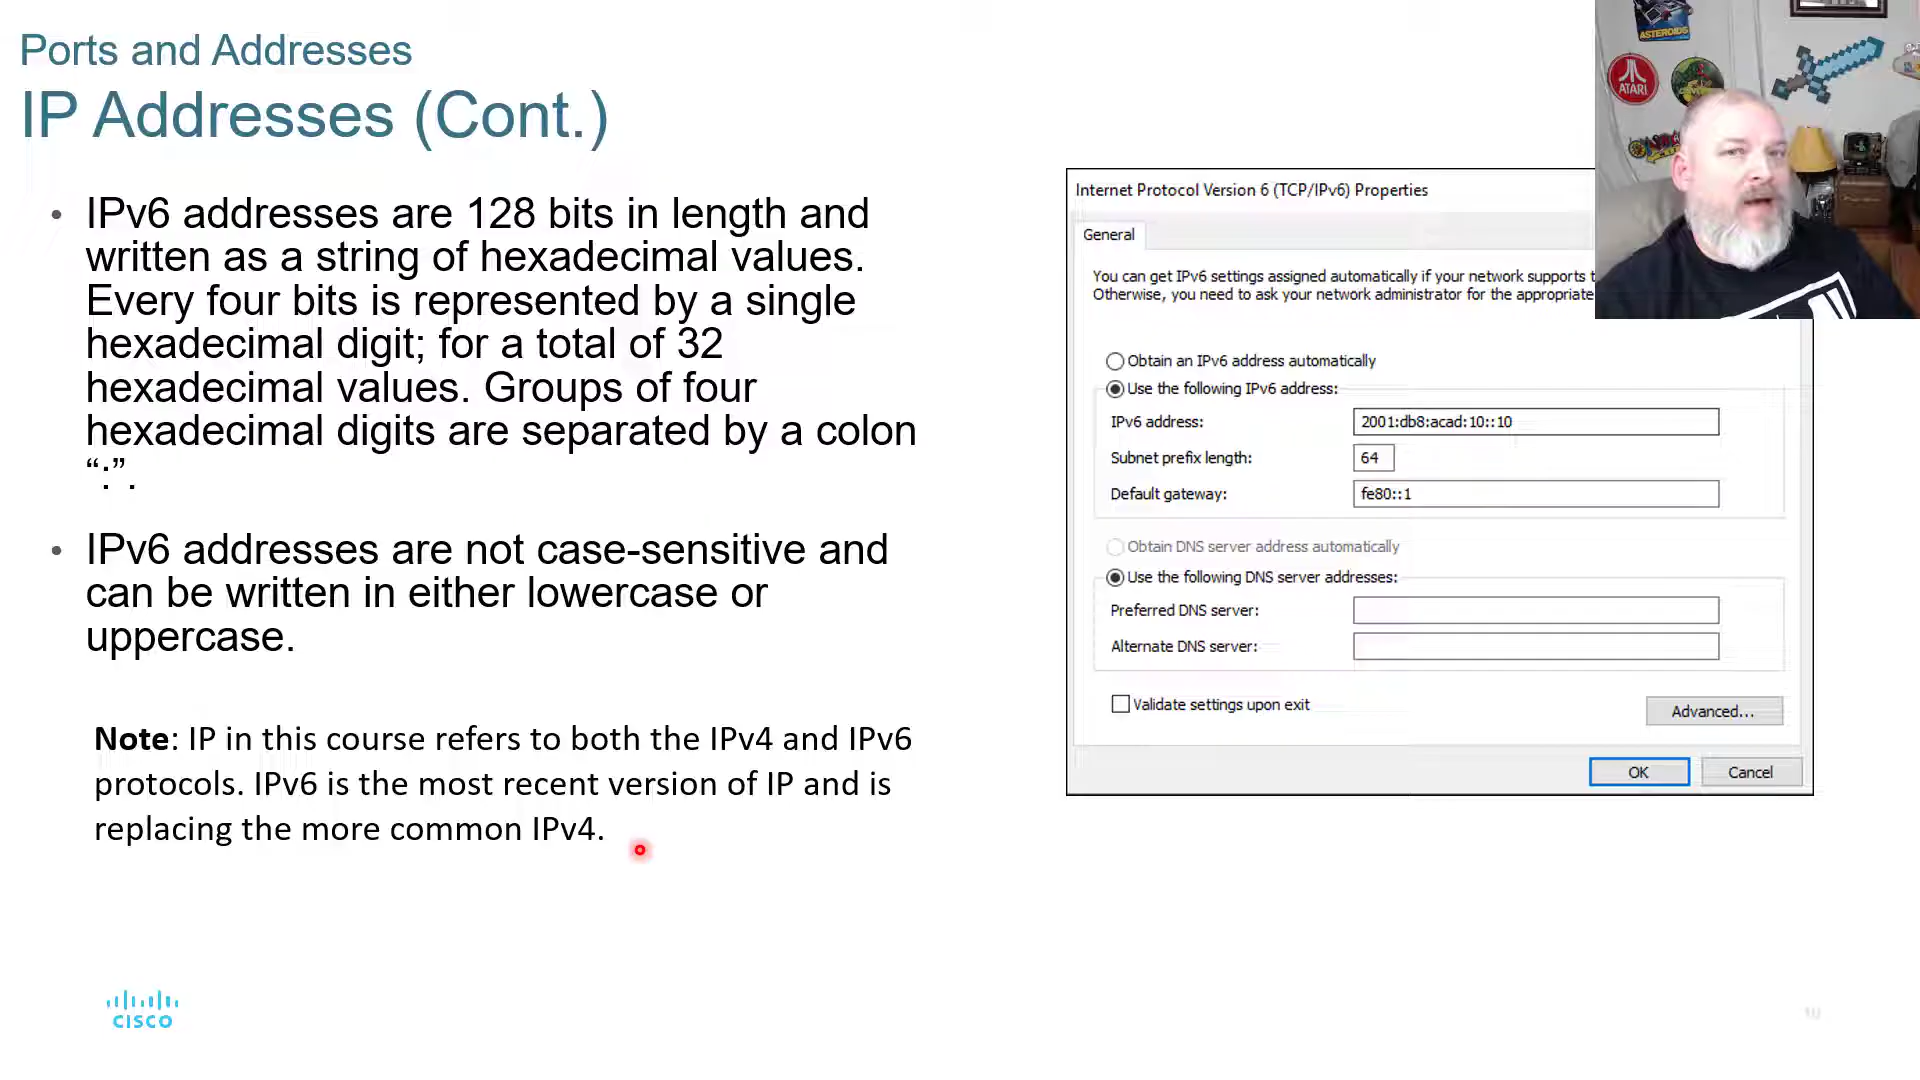 Ports and Addresses
IP Addresses (Cont.)
• IPv6 addresses are 128 bits in length and
written as a string of hexadecimal values.
Every four bits is represented by a single
hexadecimal digit; for a total of 32
hexadecimal values. Groups of four
hexadecimal digits are separated by a colon
“:”.
• IPv6 addresses are not case-sensitive and
can be written in either lowercase or
uppercase.
Note: IP in this course refers to both the IPv4 and IPv6
protocols. IPv6 is the most recent version of IP and is
replacing the more common IPv4.
CISCO
Internet Protocol Version 6 (TCP/IPv6) Properties
General
You can get IPv6 settings assigned automatically if your network supports
Otherwise, you need to ask your network administrator for the appropriate
Obtain an IPv6 address automatically
Use the following IPv6 address:
IPv6 address: 2001:db8:acad:10::10
Subnet prefix length: 64
Default gateway: fe80::1
Obtain DNS server address automatically
Use the following DNS server addresses:
Preferred DNS server:
Alternate DNS server:
Validate settings upon exit
Advanced...
OK Cancel
ASTEROIDS
ATARI
10